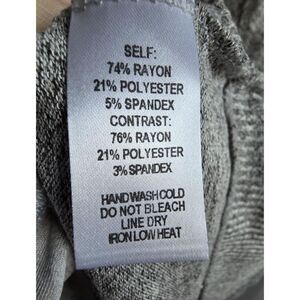 SELF:
74% RAYON
21% POLYESTER
5% SPANDEX
CONTRAST:
76% RAYON
21% POLYESTER
3% SPANDEX
HAND WASH COLD
DO NOT BLEACH
LINE DRY
IRON LOW HEAT